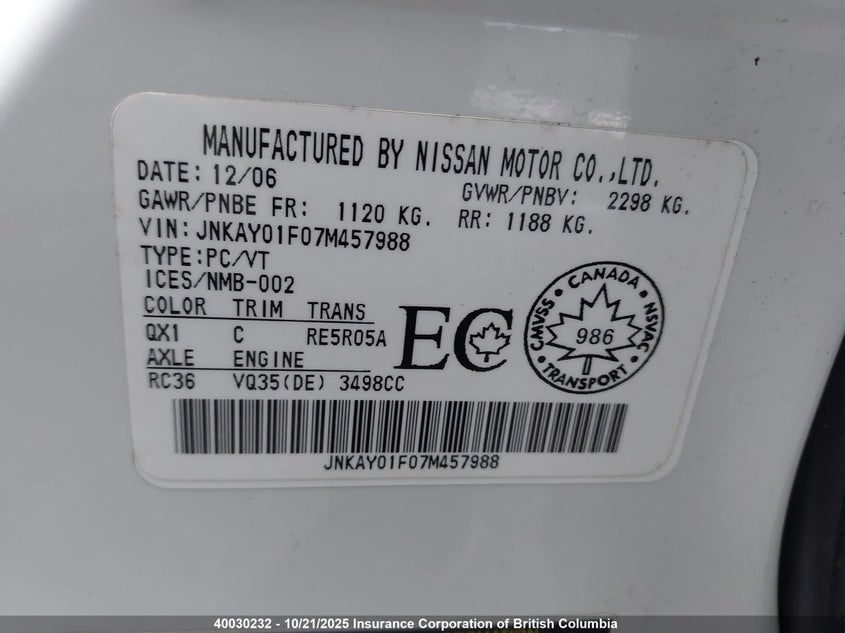 MANUFACTURED BY NISSAN MOTOR CO.,LTD.
DATE: 12/06 GVWR/PNBV: 2298 KG.
GAWR/PNBE FR: 1120 KG. RR: 1188 KG.
VIN: JNKAY01F07M457988
TYPE:PC/VT
ICES/NMB-002
COLOR TRIM TRANS
QX1 C RE5R05A
AXLE ENGINE
RC36 VQ35(DE) 3498CC
EC
CANADA
CMVSS 986 NSVAC
TRANSPORT
JNKAY01F07M457988
40030232 - 10/21/2025 Insurance Corporation of British Columbia